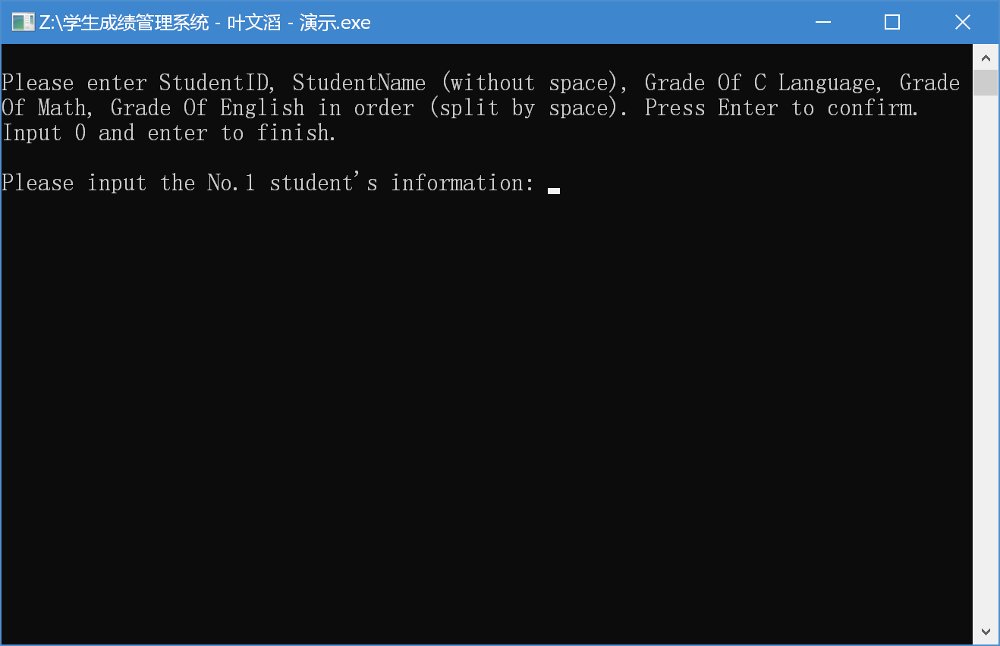 Z:\学生成绩管理系统 - 叶文滔 - 演示.exe
Please enter StudentID, StudentName (without space), Grade Of C Language, Grade
Of Math, Grade Of English in order (split by space). Press Enter to confirm.
Input 0 and enter to finish.
Please input the No.1 student's information: